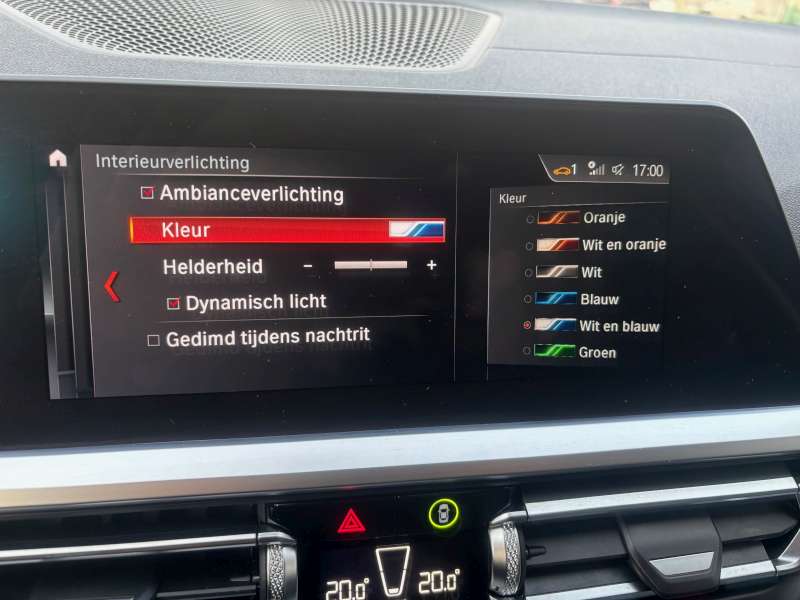 Interieurverlichting
1 17:00
Ambianceverlichting
Kleur
Helderheid - +
Dynamisch licht
Gedimd tijdens nachtrit
Kleur
Oranje
Wit en oranje
Wit
Blauw
Wit en blauw
Groen
20.0° 20.0°